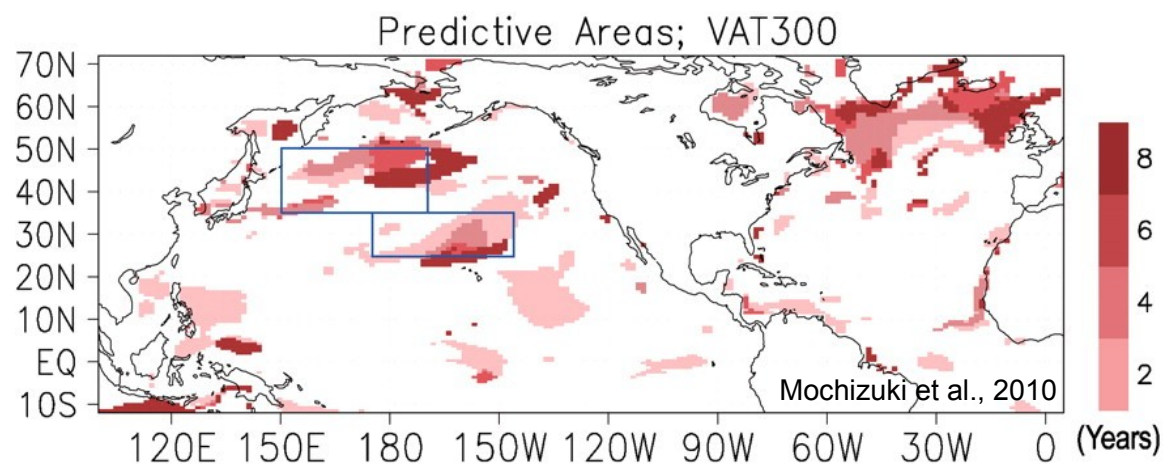 Predictive Areas; VAT300
70N
60N
50N
40N
30N
20N
10N
EQ
10S
120E 150E 180 150W 120W 90W 60W 30W 0
Mochizuki et al., 2010
8
6
4
2
(Years)